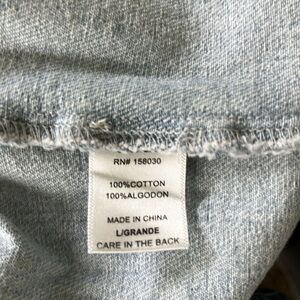 RN# 158030
100%COTTON
100%ALGODON
MADE IN CHINA
L/GRANDE
CARE IN THE BACK